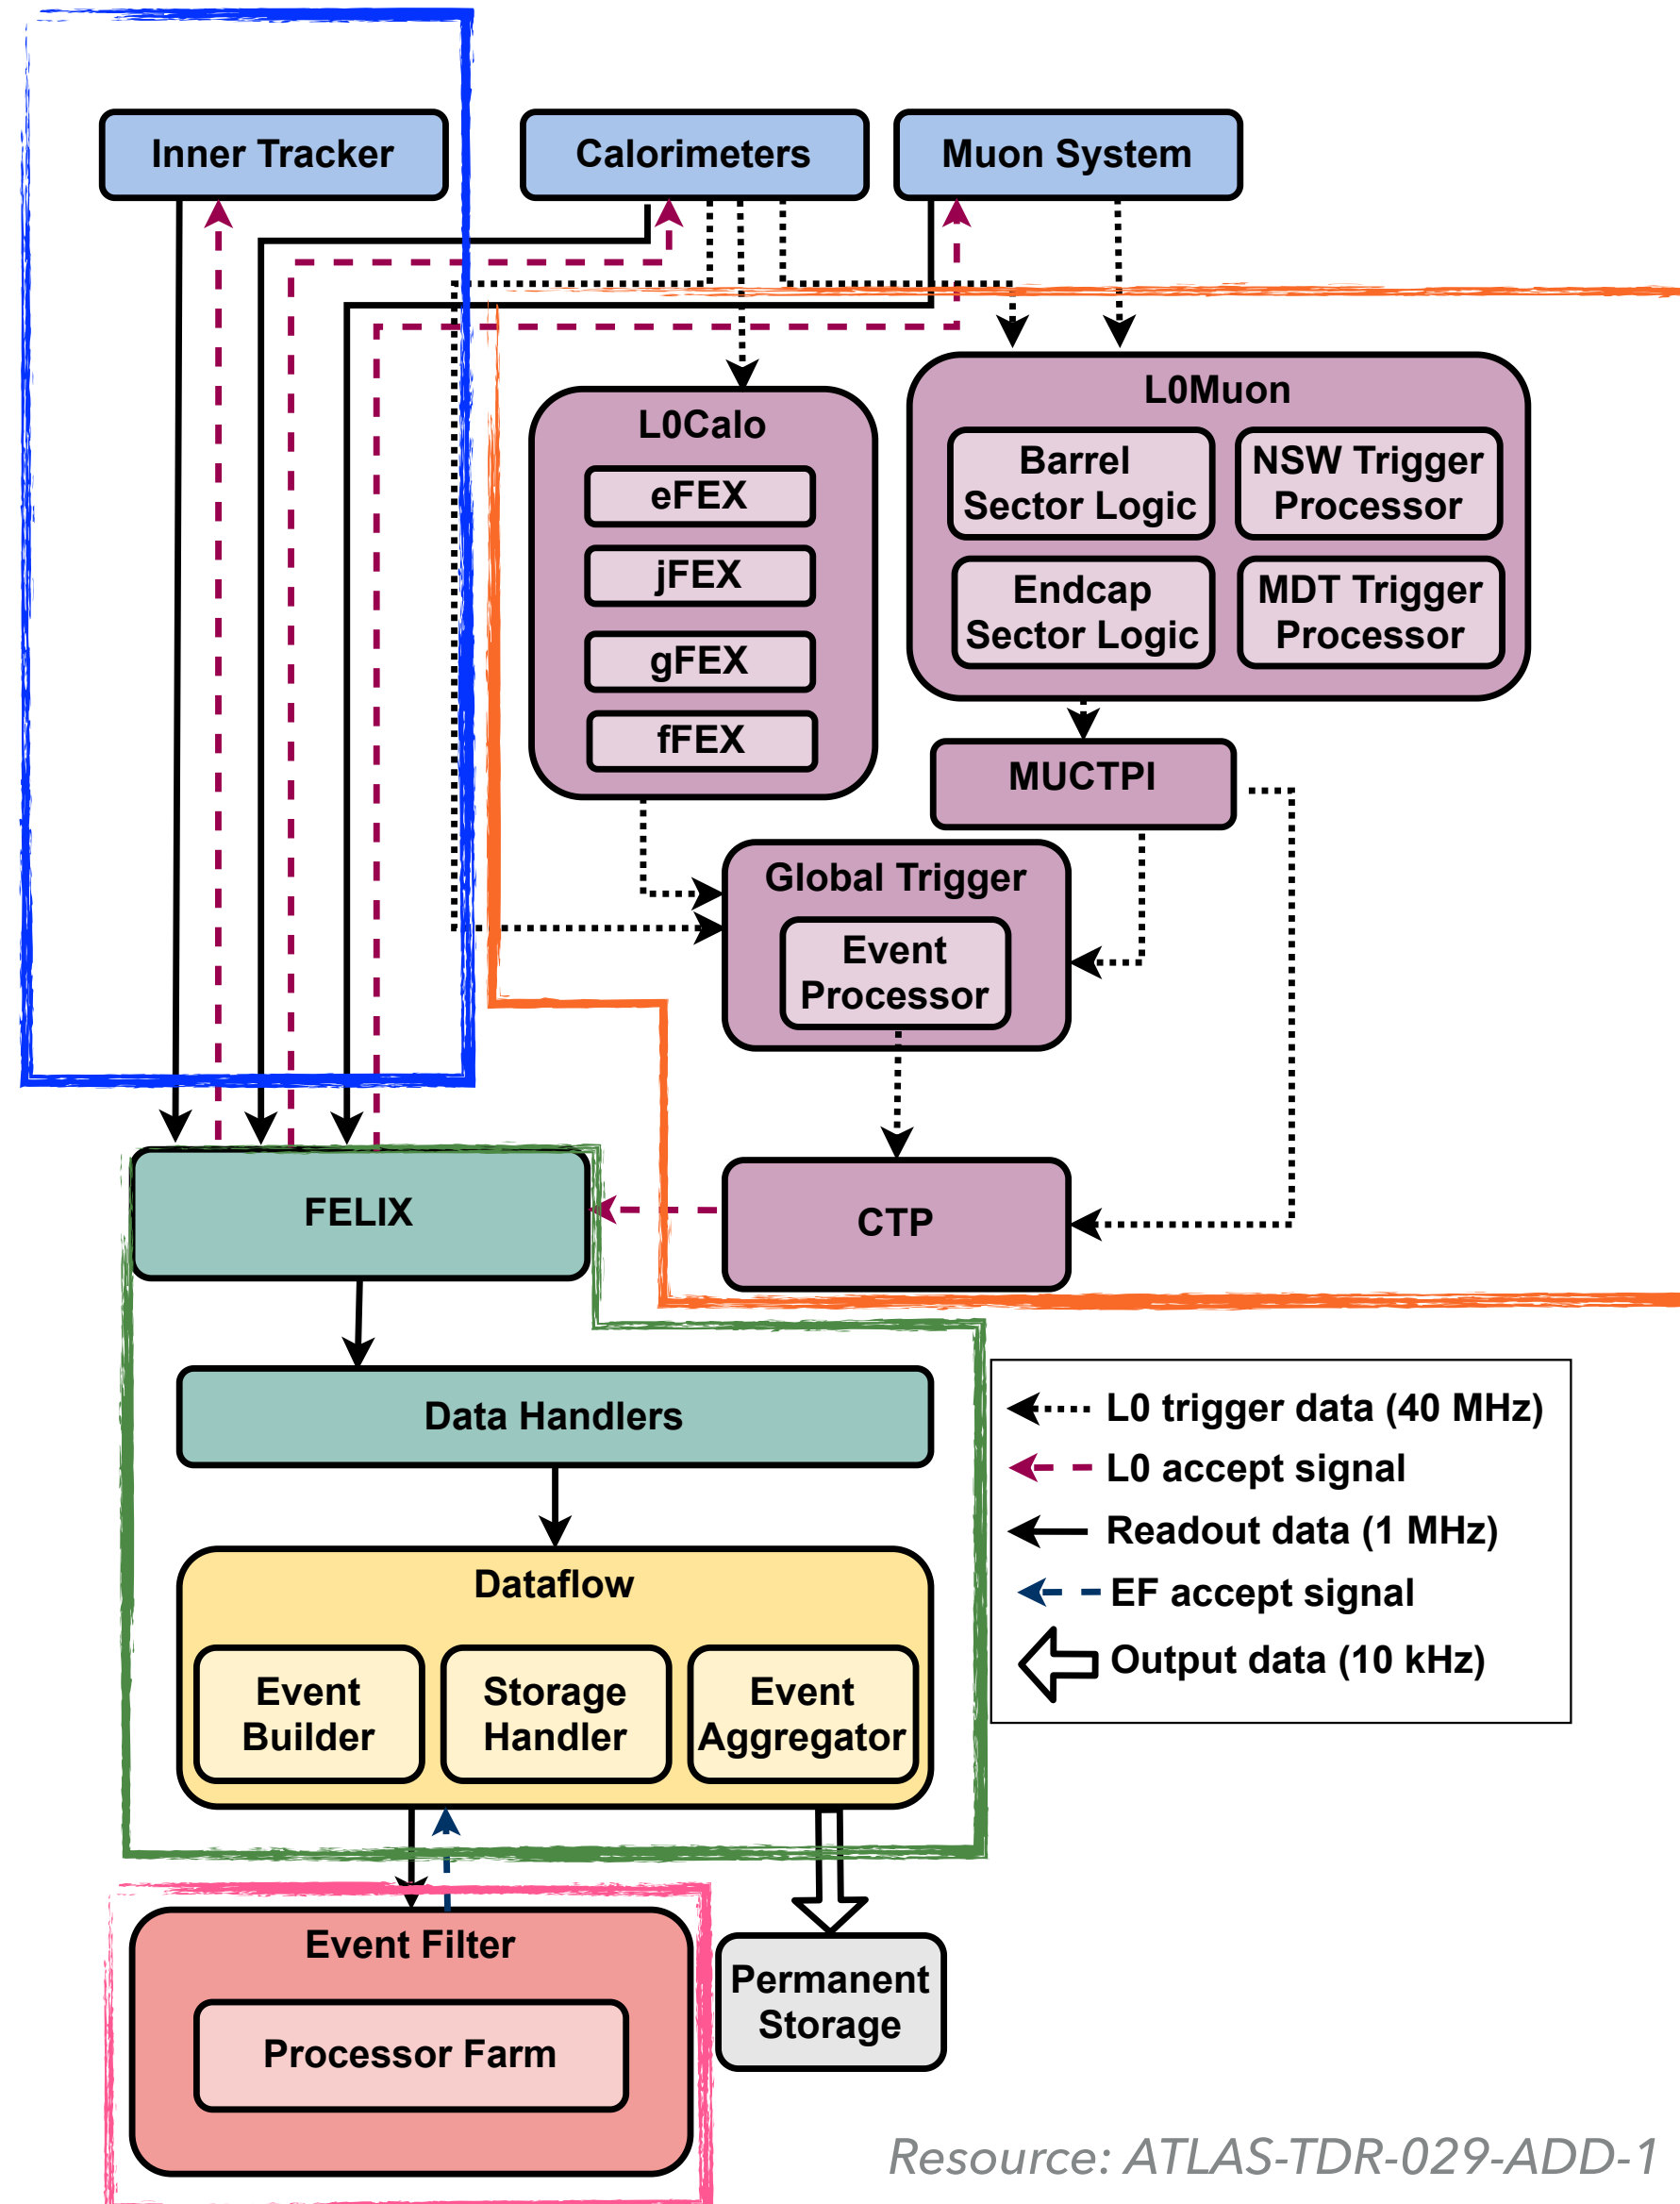 Inner Tracker
Calorimeters
Muon System
L0Calo
eFEX
jFEX
gFEX
fFEX
L0Muon
Barrel
Sector Logic
NSW Trigger
Processor
Endcap
Sector Logic
MDT Trigger
Processor
MUCTPI
Global Trigger
Event
Processor
FELIX
CTP
Data Handlers
Dataflow
Event
Builder
Storage
Handler
Event
Aggregator
L0 trigger data (40 MHz)
L0 accept signal
Readout data (1 MHz)
EF accept signal
Output data (10 kHz)
Event Filter
Processor Farm
Permanent
Storage
Resource: ATLAS-TDR-029-ADD-1